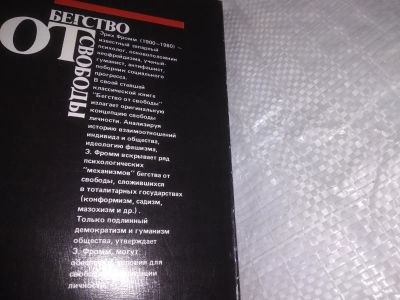 БЕГСТВО
ОТ
СВОБОДЫ
Эрих Фромм (1900–1980) —
известный западный
психолог, основоположник
неофрейдизма, ученый-
гуманист, антифашист,
поборник социального
прогресса.
В своей ставшей
классической книге
"Бегство от свободы"
излагает оригинальную
концепцию свободы
личности. Анализируя
историю взаимоотношений
индивида и общества,
идеологию фашизма,
Э. Фромм вскрывает ряд
психологических
"механизмов" бегства от
свободы, сложившихся
в тоталитарных государствах
(конформизм, садизм,
мазохизм и др.).
Только подлинный
демократизм и гуманизм
общества, утверждает
Э. Фромм, могут
условия для
личности.